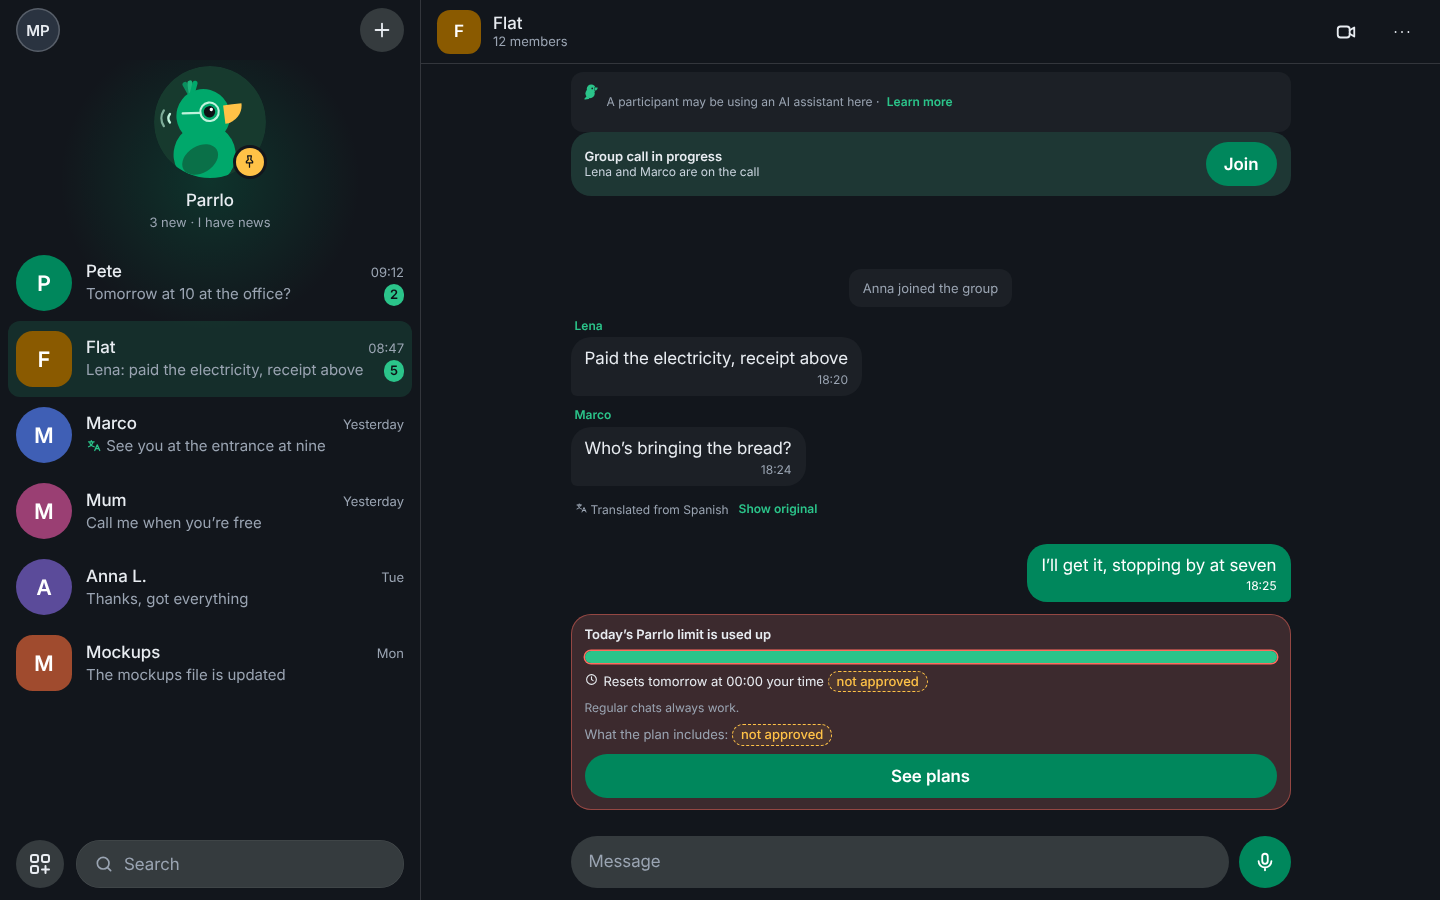 MP
Parrlo
3 new · I have news
P
Pete
09:12
Tomorrow at 10 at the office?
2
F
Flat
08:47
Lena: paid the electricity, receipt above
5
M
Marco
Yesterday
See you at the entrance at nine
M
Mum
Yesterday
Call me when you’re free
A
Anna L.
Tue
Thanks, got everything
M
Mockups
Mon
The mockups file is updated
Search
F
Flat
12 members
A participant may be using an AI assistant here · Learn more
Group call in progress
Lena and Marco are on the call
Join
Anna joined the group
Lena
Paid the electricity, receipt above
18:20
Marco
Who’s bringing the bread?
18:24
Translated from Spanish Show original
I’ll get it, stopping by at seven
18:25
Today’s Parrlo limit is used up
Resets tomorrow at 00:00 your time not approved
Regular chats always work.
What the plan includes: not approved
See plans
Message